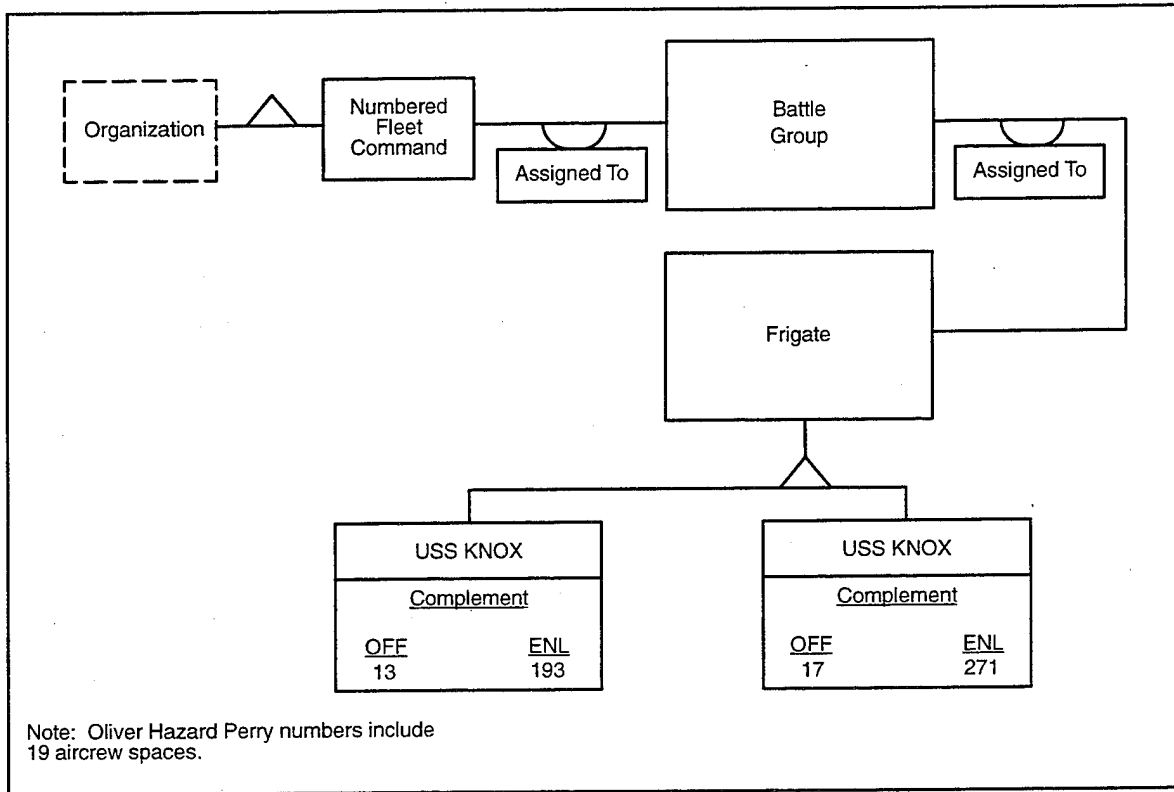 Organization
Numbered
Fleet
Command
Assigned To
Battle
Group
Assigned To
Frigate
USS KNOX
Complement
OFF ENL
13 193
USS KNOX
Complement
OFF ENL
17 271
Note: Oliver Hazard Perry numbers include
19 aircrew spaces.